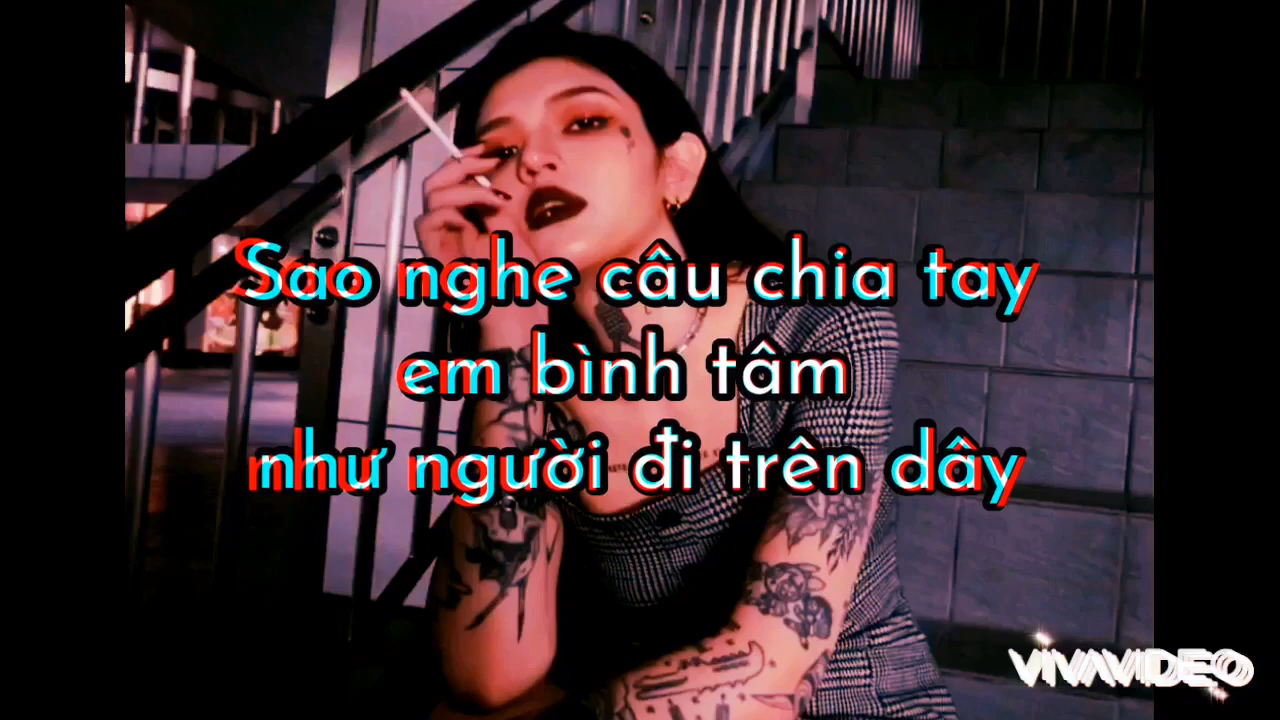 Sao nghe câu chia tay
em bình tâm
như người đi trên dây
VIVAVIDEO